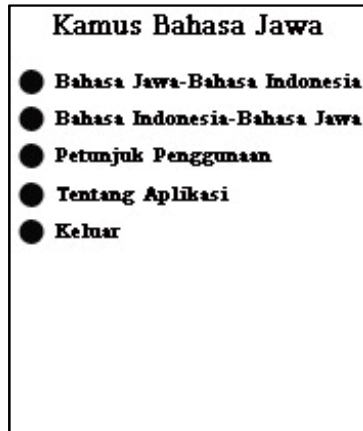 Kamus Bahasa Jawa
Bahasa Jawa-Bahasa Indonesia
Bahasa Indonesia-Bahasa Jawa
Petunjuk Penggunaan
Tentang Aplikasi
Keluar